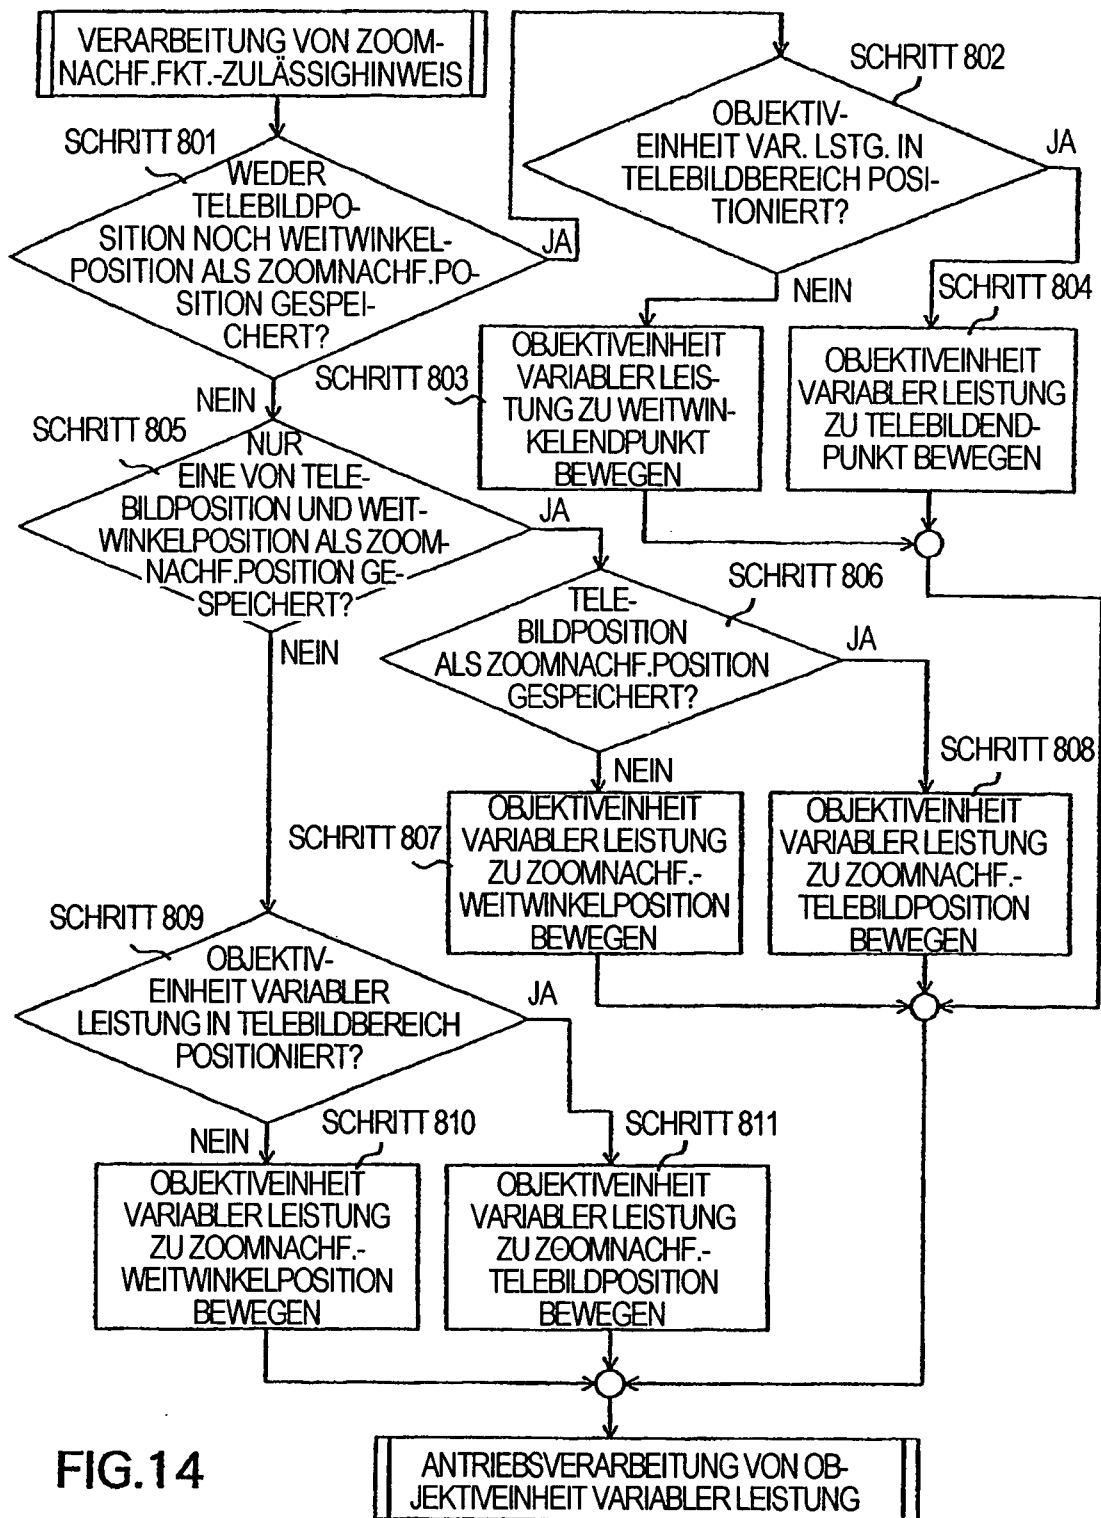 VERARBEITUNG VON ZOOM-
NACHF.FKT.-ZULÄSSIGHINWEIS
SCHRITT 801
WEDER
TELEBILDPO-
SITION NOCH WEITWINKEL-
POSITION ALS ZOOMNACHF.PO-
SITION GESPEI-
CHERT?
JA
NEIN
SCHRITT 802
OBJEKTIV-
EINHEIT VAR. LSTG. IN
TELEBILDBEREICH POSI-
TIONIERT?
JA
NEIN
SCHRITT 803
OBJEKTIVEINHEIT
VARIABLER LEIS-
TUNG ZU WEITWIN-
KELENDPUNKT
BEWEGEN
SCHRITT 804
OBJEKTIVEINHEIT
VARIABLER LEISTUNG
ZU TELEBILDEND-
PUNKT BEWEGEN
SCHRITT 805
NUR
EINE VON TELE-
BILDPOSITION UND WEIT-
WINKELPOSITION ALS ZOOM-
NACHF.POSITION GE-
SPEICHERT?
JA
NEIN
SCHRITT 806
TELE-
BILDPOSITION
ALS ZOOMNACHF.POSITION
GESPEICHERT?
JA
NEIN
SCHRITT 807
OBJEKTIVEINHEIT
VARIABLER LEISTUNG
ZU ZOOMNACHF.-
WEITWINKELPOSITION
BEWEGEN
SCHRITT 808
OBJEKTIVEINHEIT
VARIABLER LEISTUNG
ZU ZOOMNACHF.-
TELEBILDPOSITION
BEWEGEN
SCHRITT 809
OBJEKTIV-
EINHEIT VARIABLER
LEISTUNG IN TELEBILDBEREICH
POSITIONIERT?
JA
NEIN
SCHRITT 810
OBJEKTIVEINHEIT
VARIABLER LEISTUNG
ZU ZOOMNACHF.-
WEITWINKELPOSITION
BEWEGEN
SCHRITT 811
OBJEKTIVEINHEIT
VARIABLER LEISTUNG
ZU ZOOMNACHF.-
TELEBILDPOSITION
BEWEGEN
ANTRIEBSVERARBEITUNG VON OB-
JEKTIVEINHEIT VARIABLER LEISTUNG
FIG.14